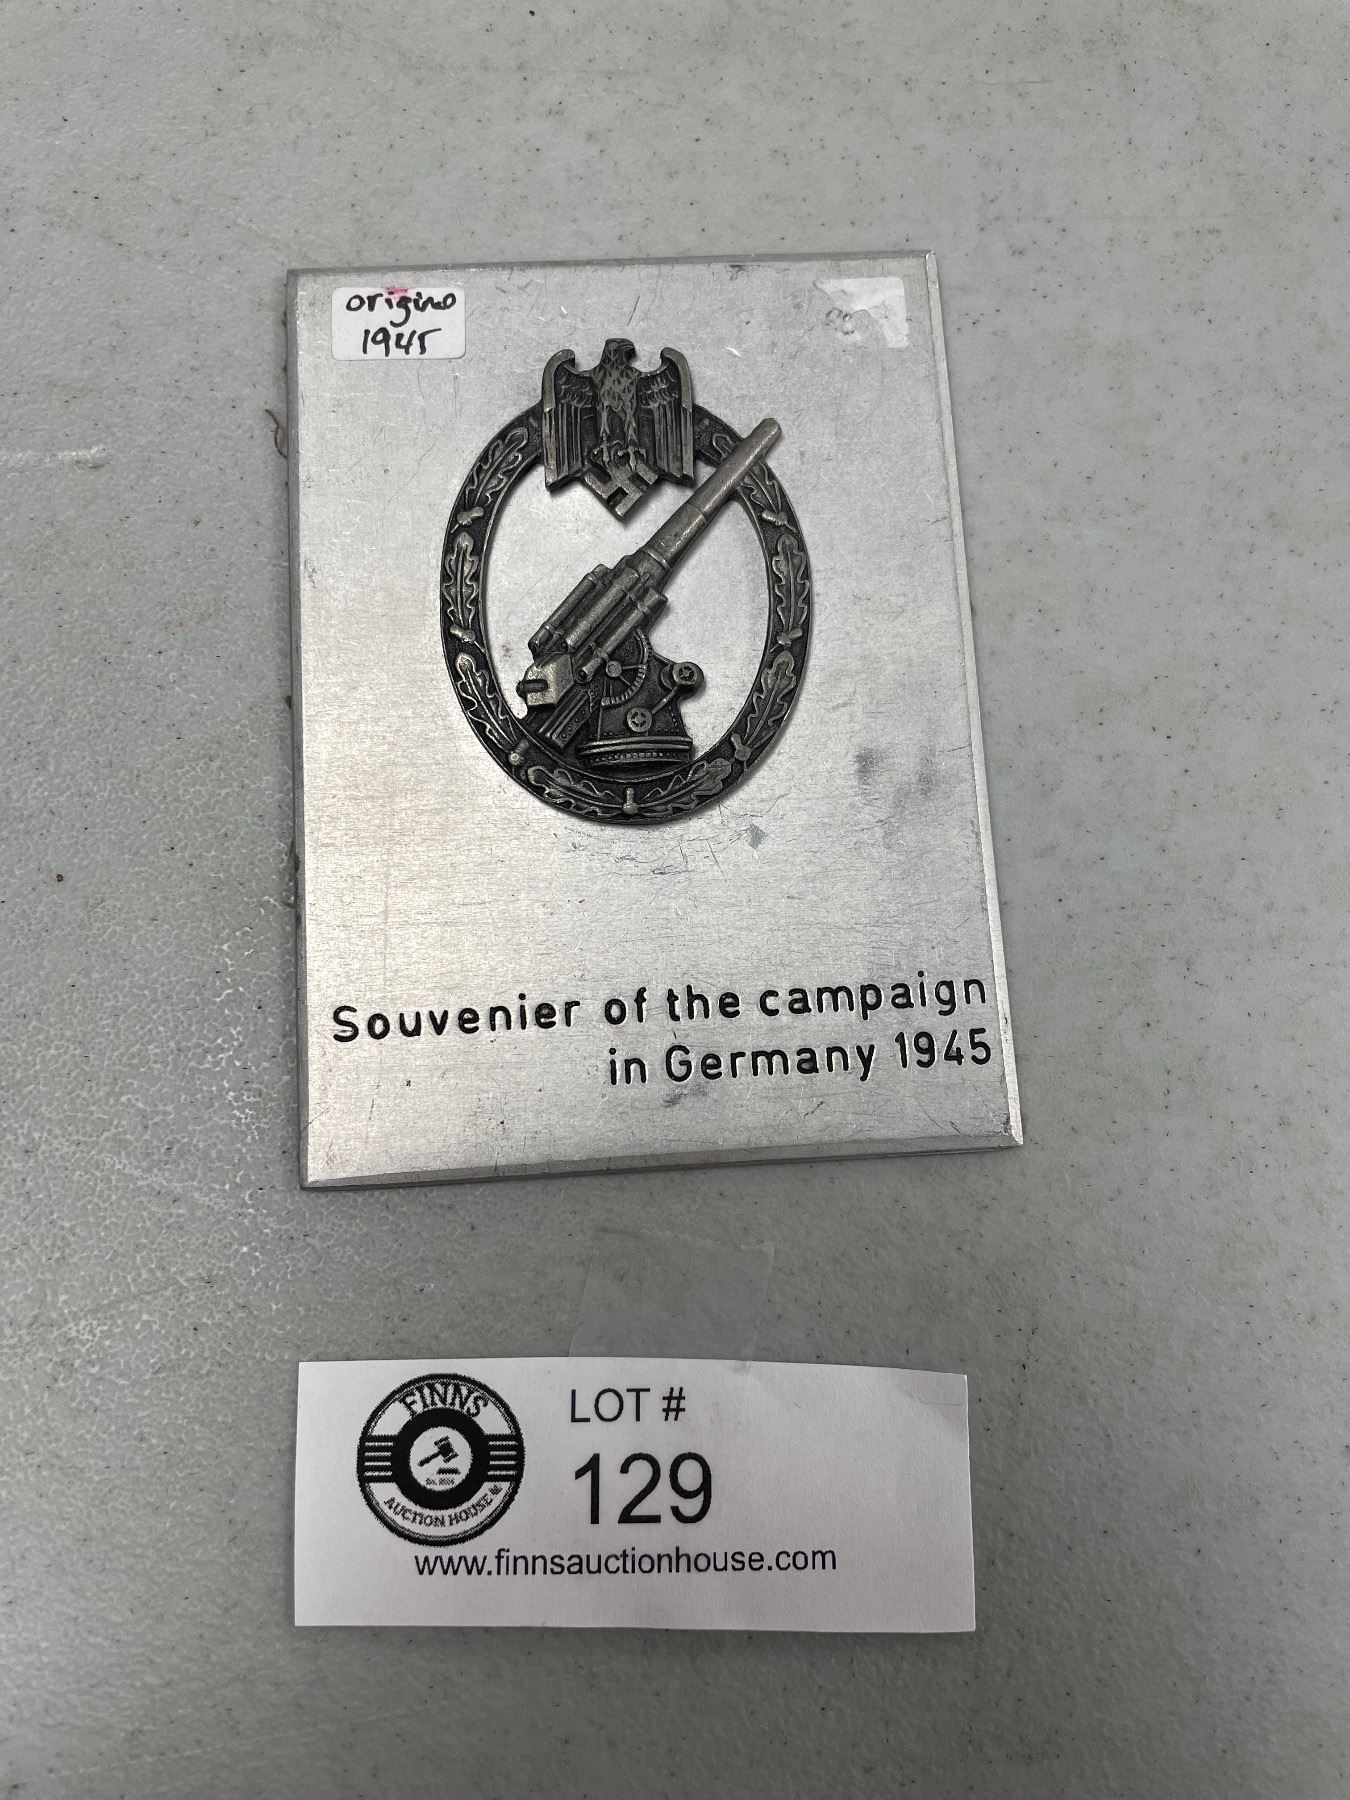 origino
1945
Souvenier of the campaign
in Germany 1945
FINNS
AUCTION HOUSE
LOT #
129
www.finnsauctionhouse.com